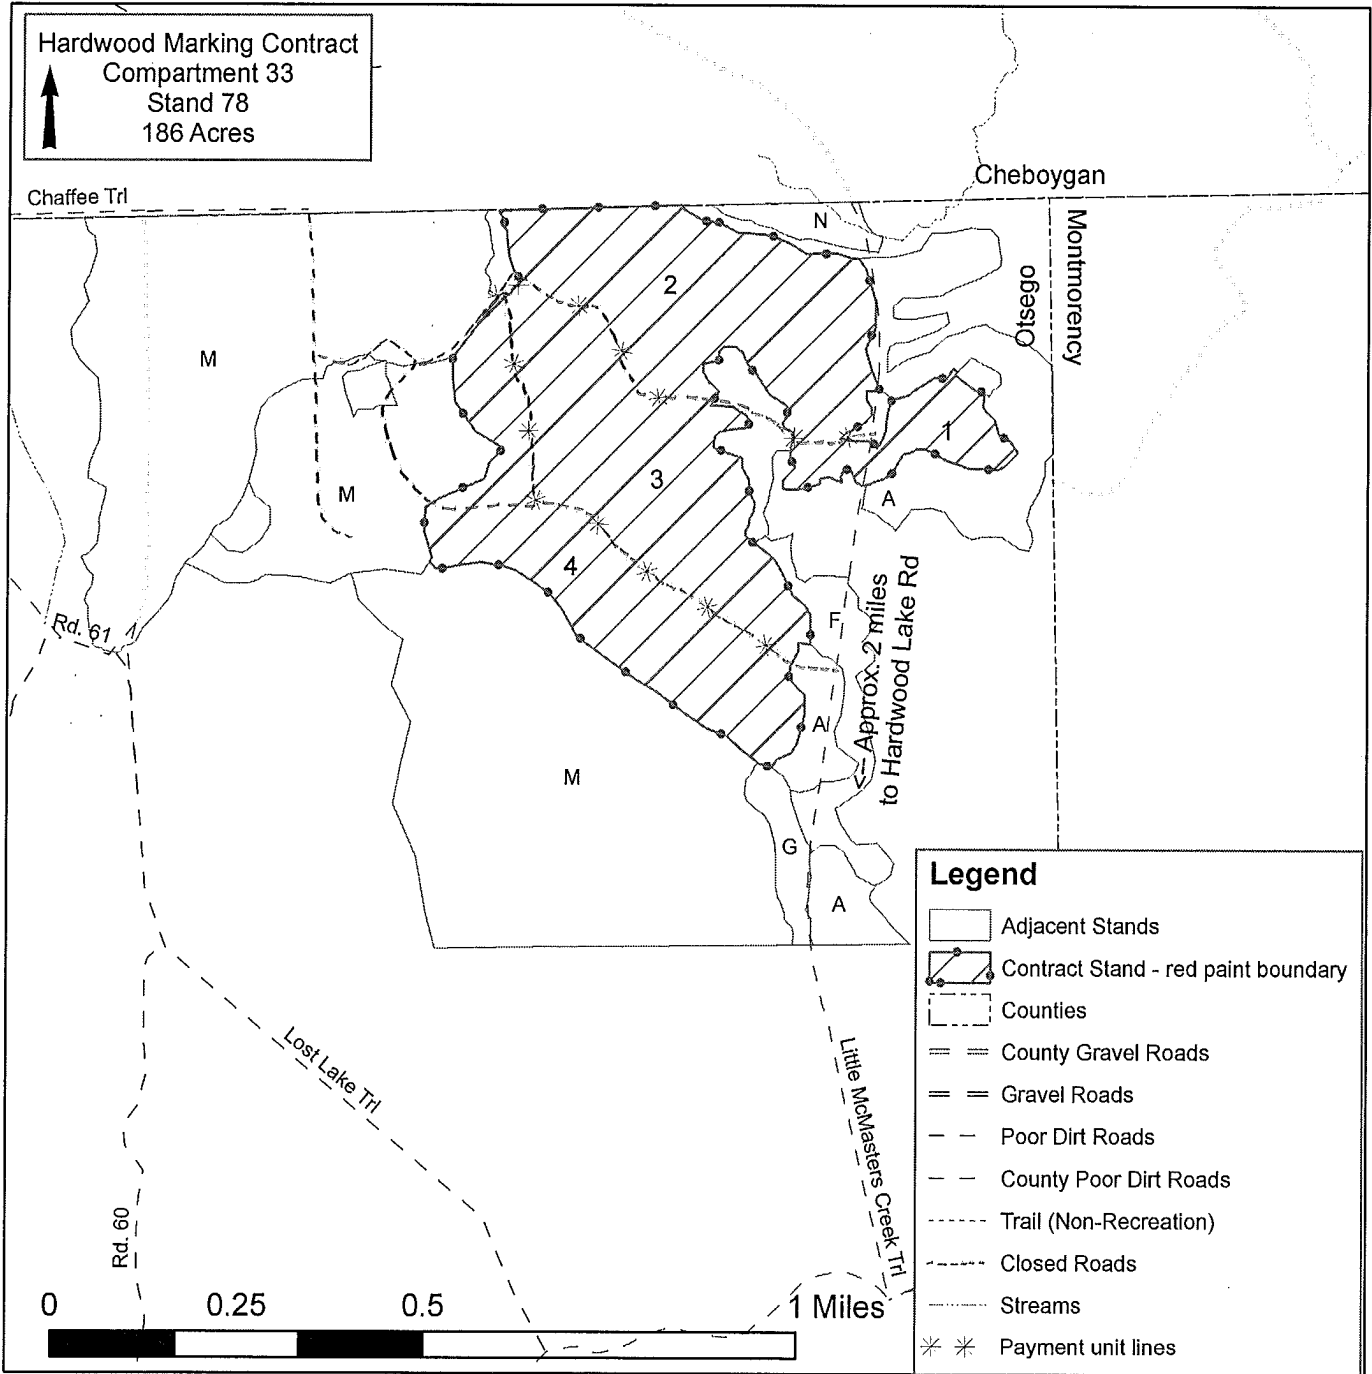 Hardwood Marking Contract
Compartment 33
Stand 78
186 Acres
Cheboygan
Chaffee Trl
N
Montmorency
Otsego
2
M
1
3
M
A
4
F
Approx. 2 miles
to Hardwood Lake Rd
Rd. 61
A
M
G
A
Lost Lake Trl
Little McMasters Creek Trl
Rd. 60
0 0.25 0.5 1 Miles
Legend
Adjacent Stands
Contract Stand - red paint boundary
Counties
County Gravel Roads
Gravel Roads
Poor Dirt Roads
County Poor Dirt Roads
Trail (Non-Recreation)
Closed Roads
Streams
Payment unit lines